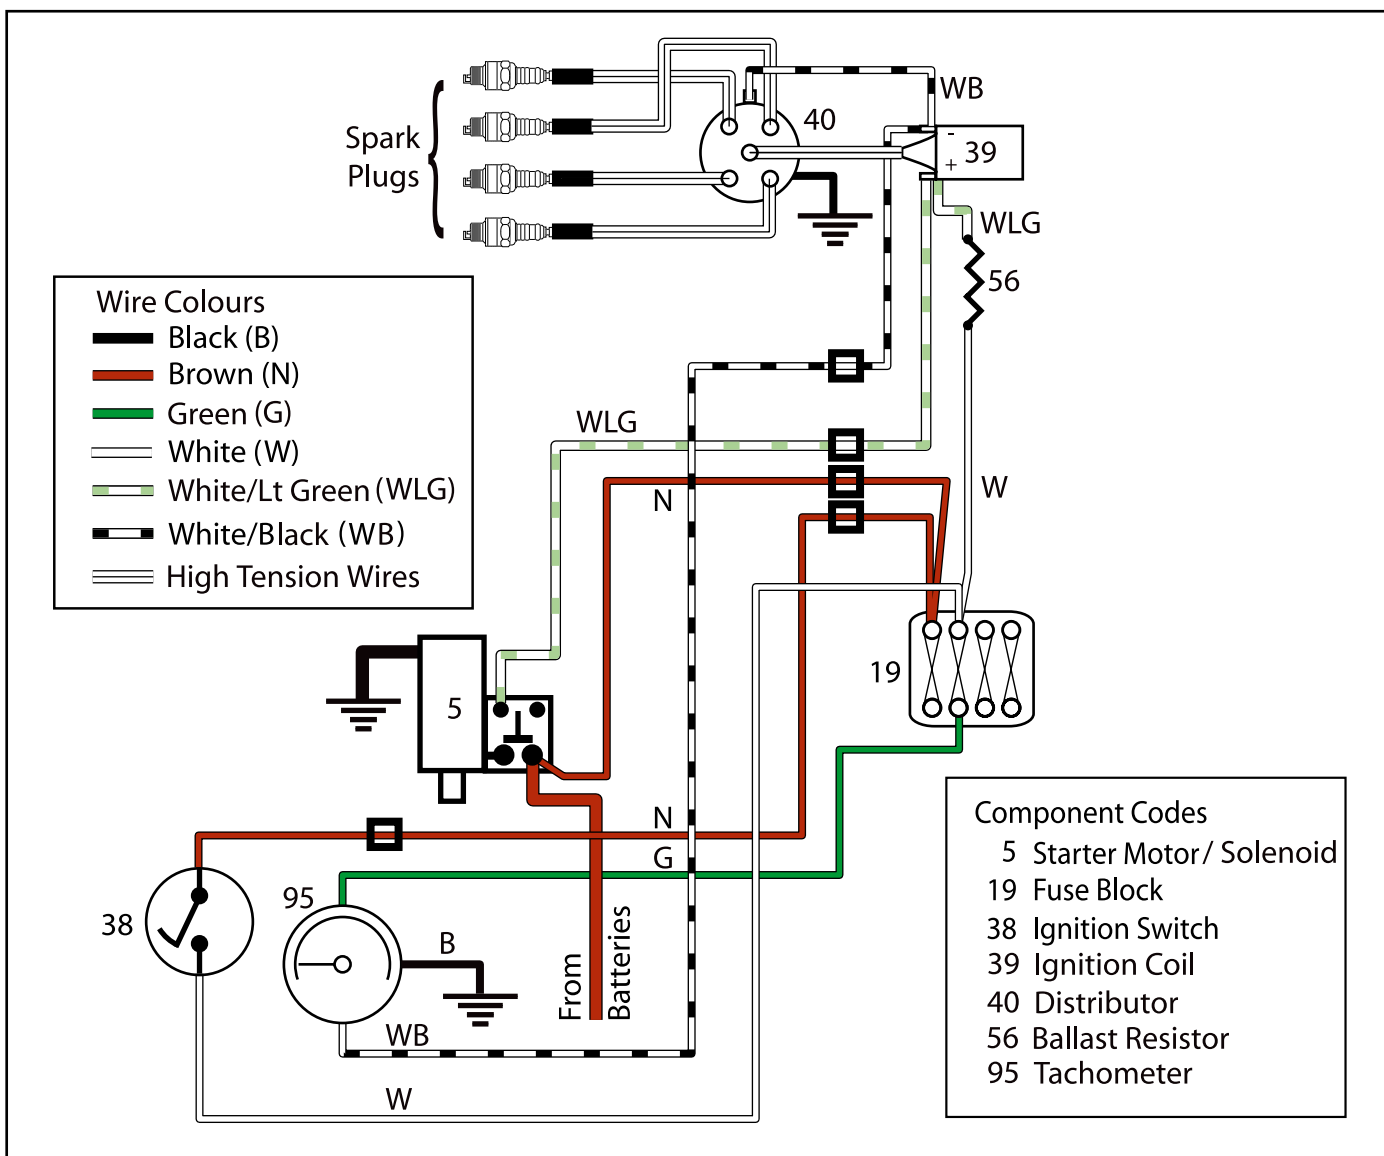 WB
40
39
-
+
Spark
Plugs
WLG
56
Wire Colours
Black (B)
Brown (N)
Green (G)
White (W)
White/Lt Green (WLG)
White/Black (WB)
High Tension Wires
WLG
N
W
19
5
N
G
95
38
B
From
Batteries
WB
W
Component Codes
5 Starter Motor/ Solenoid
19 Fuse Block
38 Ignition Switch
39 Ignition Coil
40 Distributor
56 Ballast Resistor
95 Tachometer